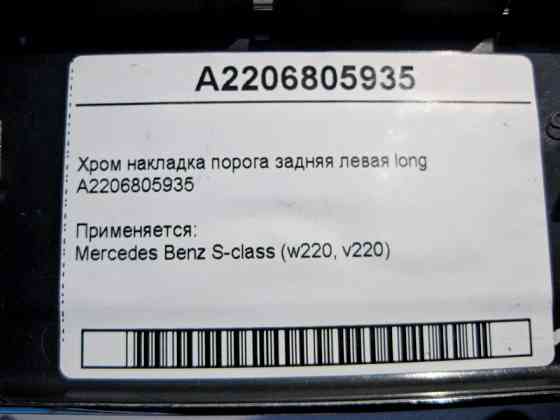 A2206805935
Хром накладка порога задняя левая long
A2206805935
Применяется:
Mercedes Benz S-class (w220, v220)